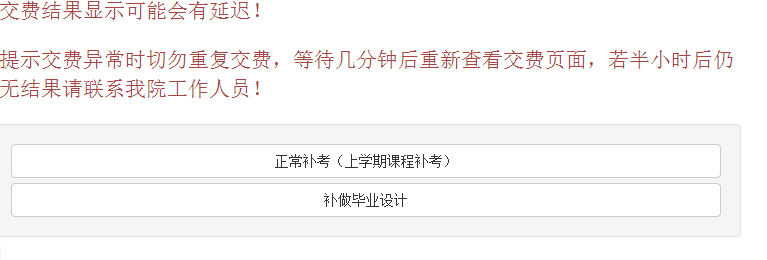 交费结果显示可能会有延迟！
提示交费异常时切勿重复交费，等待几分钟后重新查看交费页面，若半小时后仍
无结果请联系我院工作人员！
正常补考（上学期课程补考）
补做毕业设计